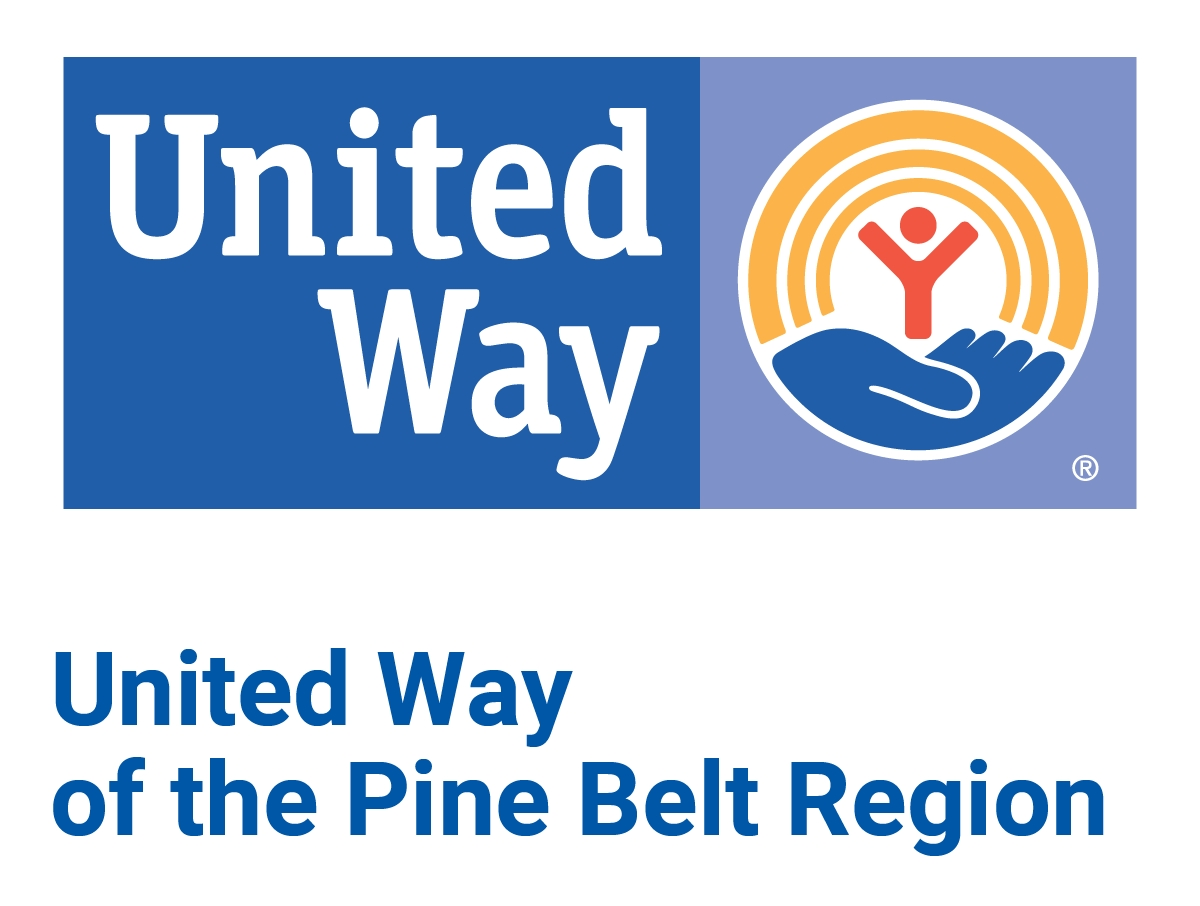 United
Way
®
United Way
of the Pine Belt Region